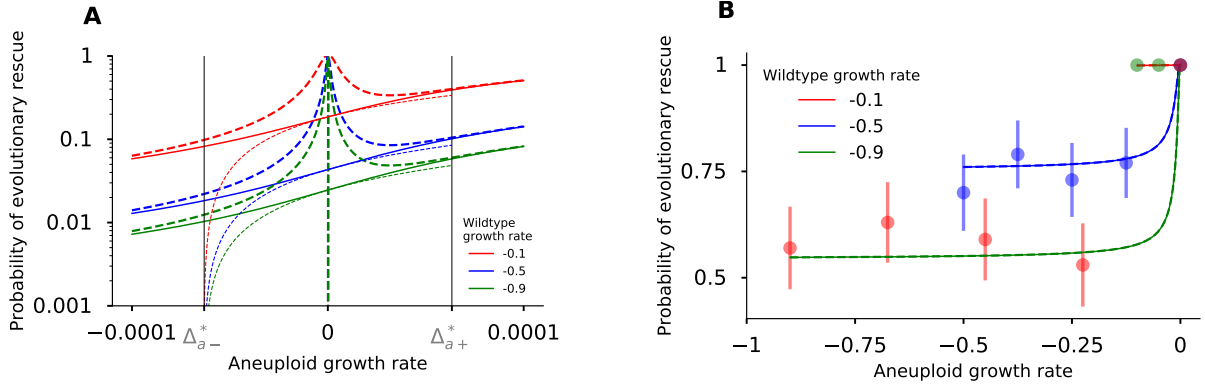 A
Probability of evolutionary rescue
1
0.1
0.01
0.001
Wildtype
growth rate
-0.1
-0.5
-0.9
−0.0001
Δ*a−
0
Δ*a+
0.0001
Aneuploid growth rate
B
Probability of evolutionary rescue
1
0.75
0.5
Wildtype growth rate
-0.1
-0.5
-0.9
−1
−0.75
−0.5
−0.25
0
Aneuploid growth rate